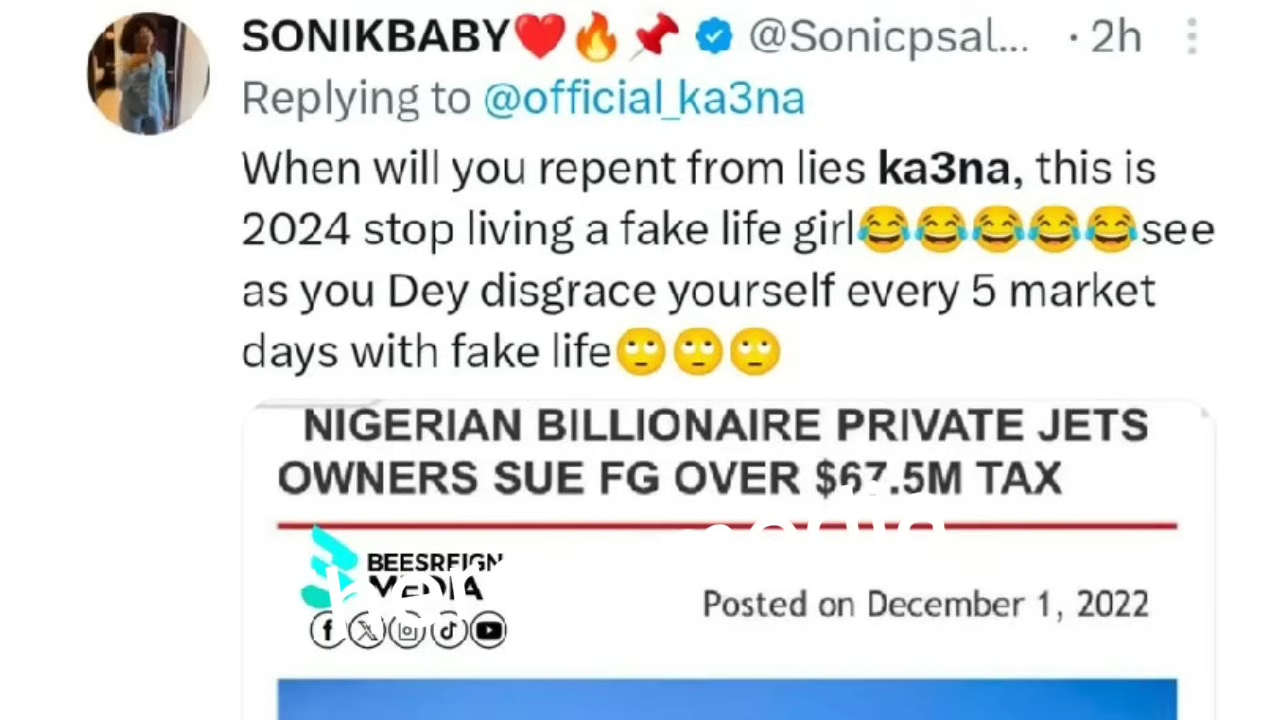 SONIKBABY❤️🔥📌 @Sonicpsal... · 2h
Replying to @official_ka3na
When will you repent from lies ka3na, this is
2024 stop living a fake life girl😂😂😂😂😂see
as you Dey disgrace yourself every 5 market
days with fake life🙄🙄🙄
NIGERIAN BILLIONAIRE PRIVATE JETS
OWNERS SUE FG OVER $67.5M TAX
BEESREIGN
MEDIA
Posted on December 1, 2022